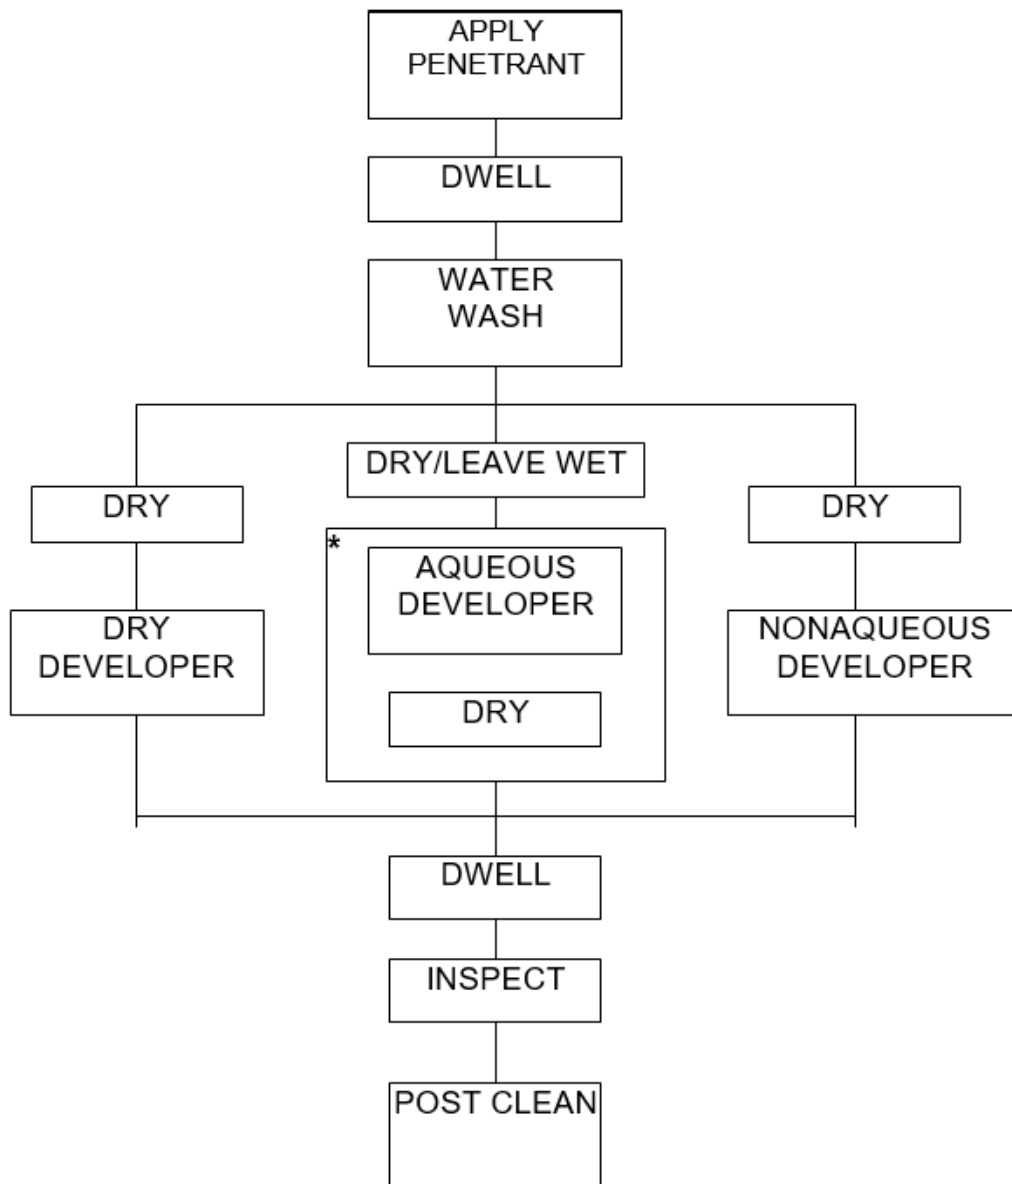 APPLY
PENETRANT
DWELL
WATER
WASH
DRY/LEAVE WET
DRY
DRY
*
AQUEOUS
DEVELOPER
DRY
DEVELOPER
NONAQUEOUS
DEVELOPER
DRY
DWELL
INSPECT
POST CLEAN